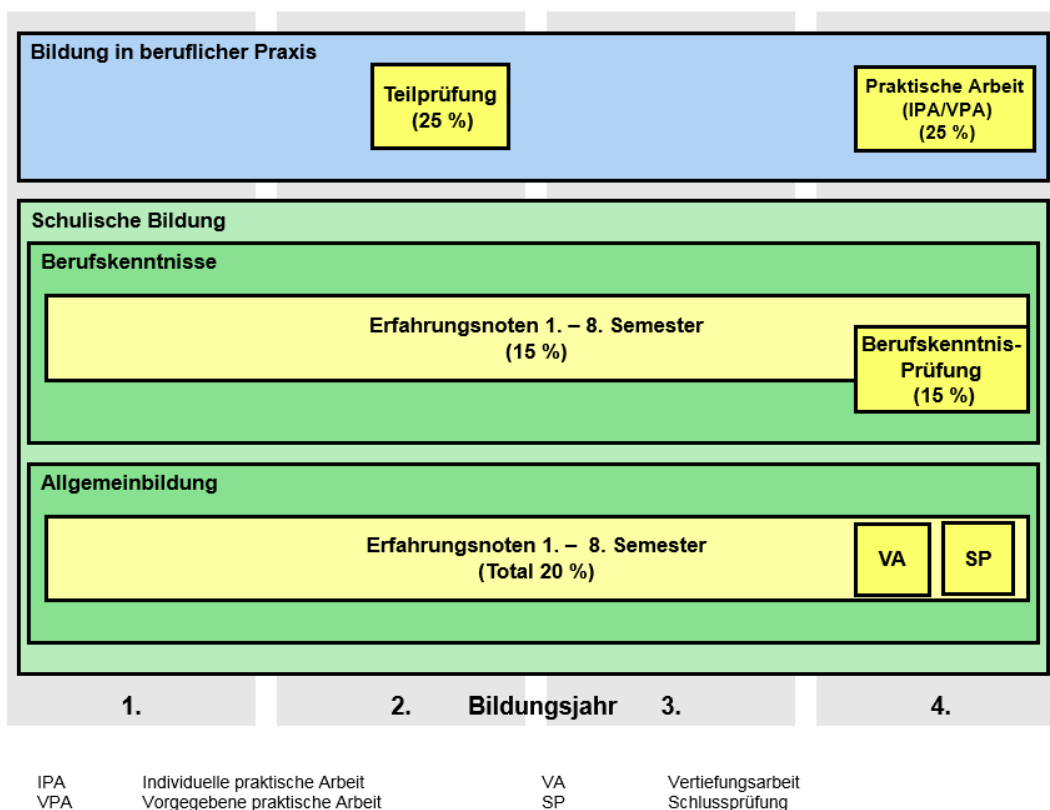 Bildung in beruflicher Praxis
Teilprüfung
(25 %)
Praktische Arbeit
(IPA/VPA)
(25 %)
Schulische Bildung
Berufskenntnisse
Erfahrungsnoten 1. – 8. Semester
(15 %)
Berufskenntnis-
Prüfung
(15 %)
Allgemeinbildung
Erfahrungsnoten 1. – 8. Semester
(Total 20 %)
VA
SP
1. 2. Bildungsjahr 3. 4.
IPA Individuelle praktische Arbeit VA Vertiefungsarbeit
VPA Vorgegebene praktische Arbeit SP Schlussprüfung